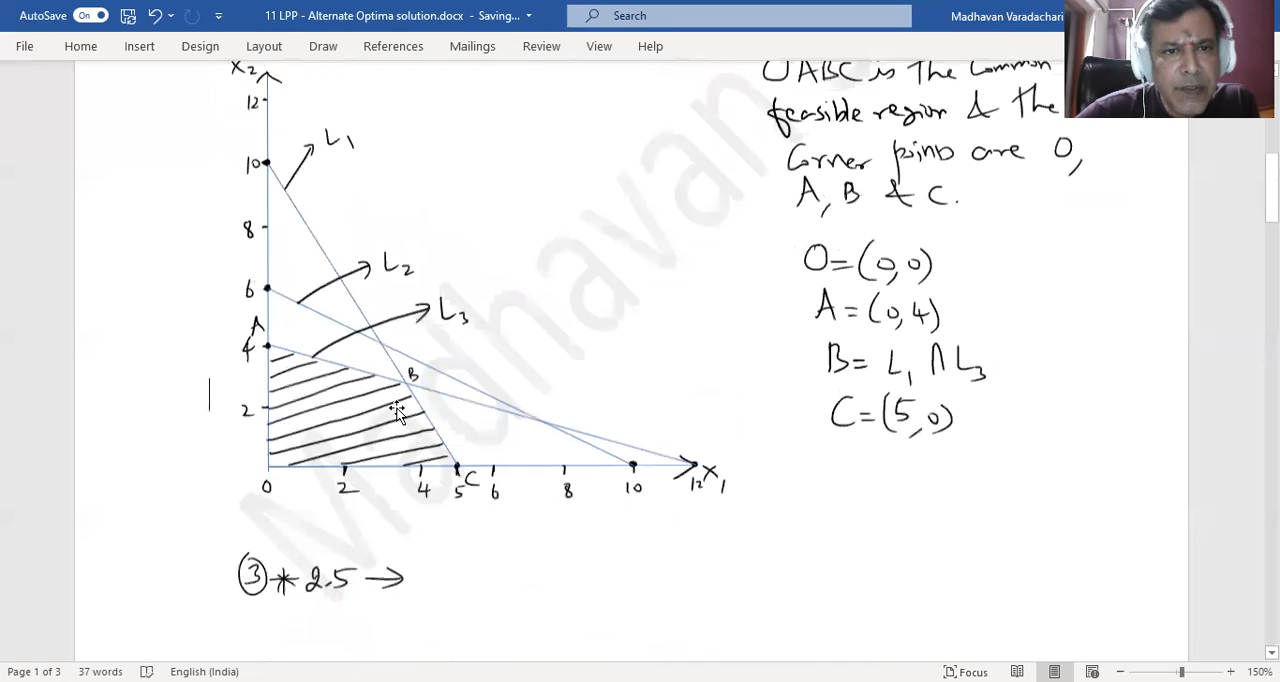 AutoSave On 11 LPP - Alternate Optima solution.docx - Saving... Search Madhavan Varadachari
File Home Insert Design Layout References Mailings Review View Help
X2
12
10
L1
8
L2
6
L3
A
4
B
2
0 2 4 5 C 6 8 10 12 X1
③ * 2.5 →
OABC is the common
feasible region & the
Corner points are O,
A, B & C.
O = (0, 0)
A = (0, 4)
B = L1 ∩ L3
C = (5, 0)
Madhavan
Page 1 of 3 37 words English (India) Focus 150%